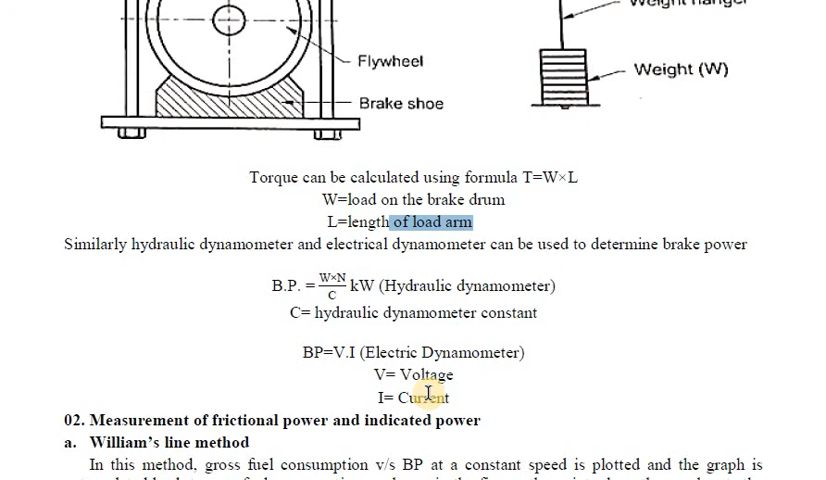 Weight hanger
Flywheel
Weight (W)
Brake shoe
Torque can be calculated using formula T=W×L
W=load on the brake drum
L=length of load arm
Similarly hydraulic dynamometer and electrical dynamometer can be used to determine brake power
B.P. = W×N/C kW (Hydraulic dynamometer)
C= hydraulic dynamometer constant
BP=V.I (Electric Dynamometer)
V= Voltage
I= Current
02. Measurement of frictional power and indicated power
a. William's line method
In this method, gross fuel consumption v/s BP at a constant speed is plotted and the graph is